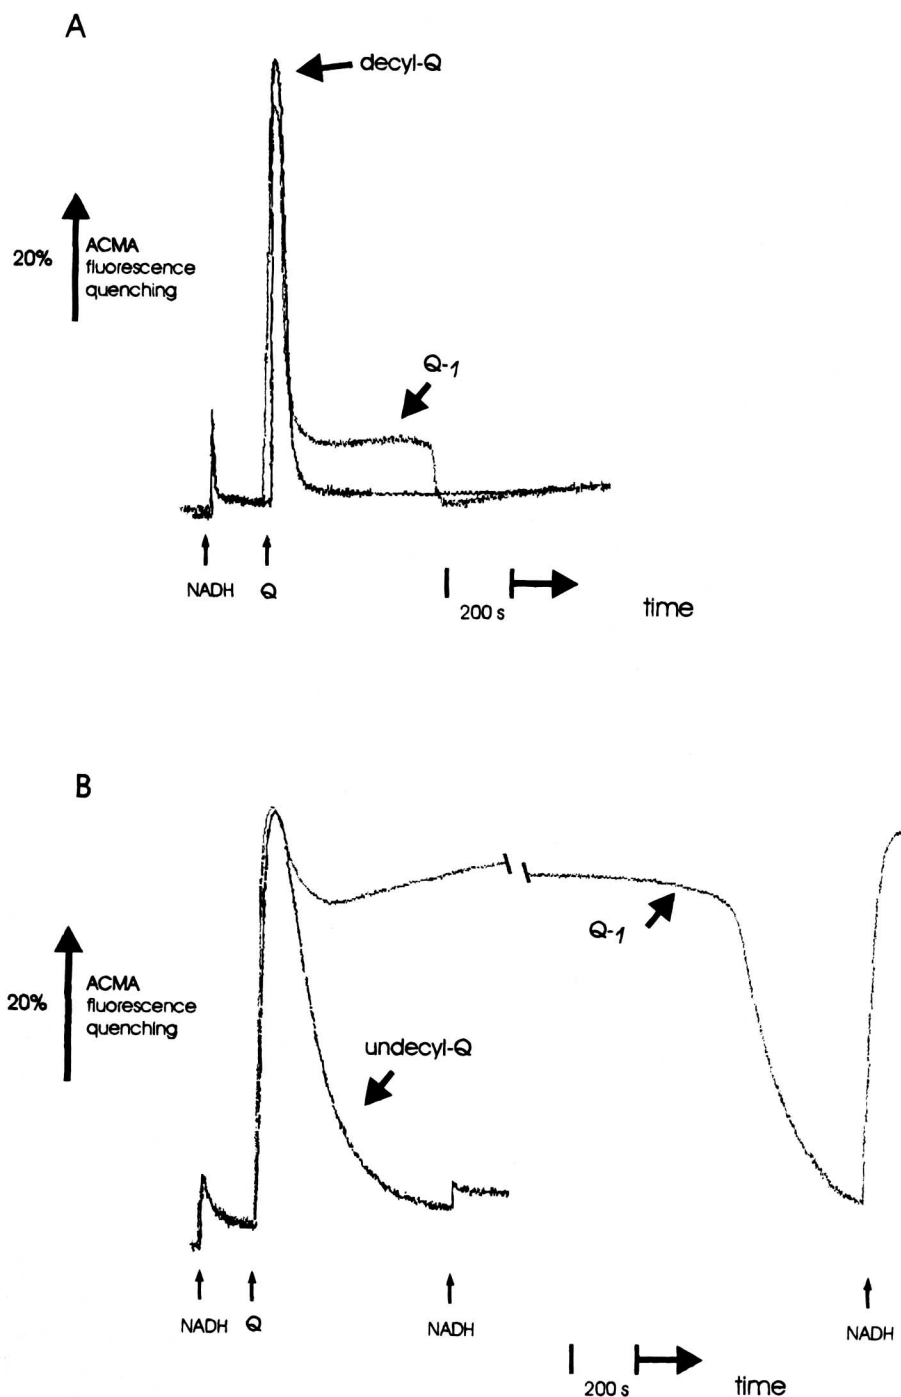 A
decyl-Q
20%
ACMA
fluorescence
quenching
Q-1
NADH
Q
200 s
time
B
20%
ACMA
fluorescence
quenching
Q-1
undecyl-Q
NADH
Q
NADH
NADH
200 s
time